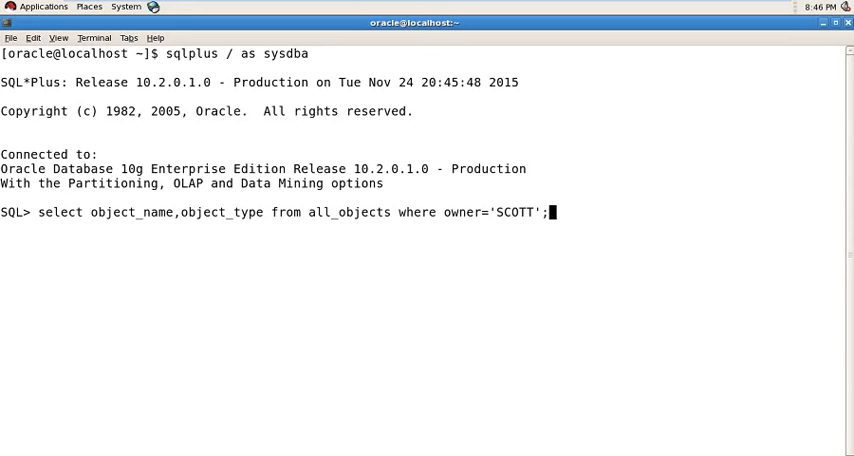 Applications Places System 8:46 PM
oracle@localhost:~
File Edit View Terminal Tabs Help
[oracle@localhost ~]$ sqlplus / as sysdba
SQL*Plus: Release 10.2.0.1.0 - Production on Tue Nov 24 20:45:48 2015
Copyright (c) 1982, 2005, Oracle.  All rights reserved.
Connected to:
Oracle Database 10g Enterprise Edition Release 10.2.0.1.0 - Production
With the Partitioning, OLAP and Data Mining options
SQL> select object_name,object_type from all_objects where owner='SCOTT';